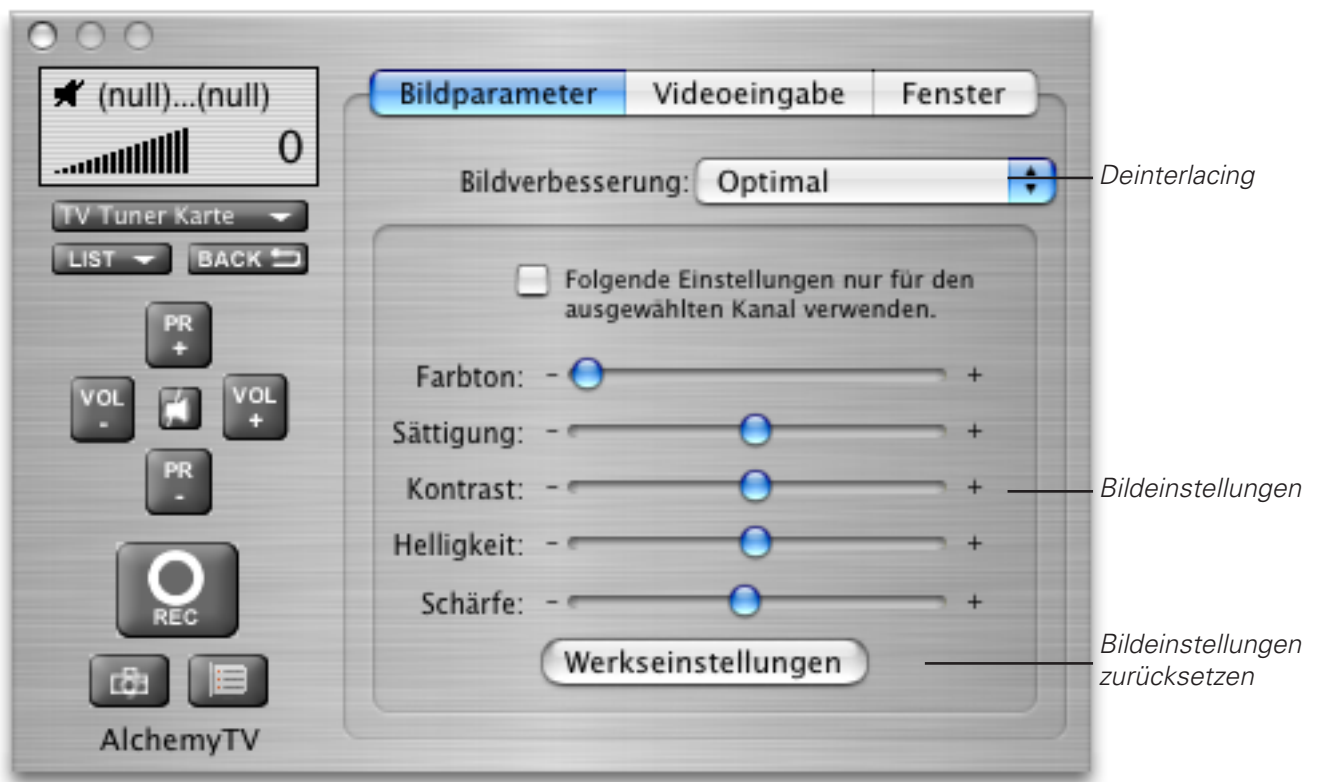 (null)...(null)
0
TV Tuner Karte
LIST
BACK
PR
+
VOL
-
VOL
+
PR
-
REC
AlchemyTV
Bildparameter
Videoeingabe
Fenster
Bildverbesserung: Optimal
Deinterlacing
Folgende Einstellungen nur für den
ausgewählten Kanal verwenden.
Farbton: - +
Sättigung: - +
Kontrast: - +
Bildeinstellungen
Helligkeit: - +
Schärfe: - +
Werkseinstellungen
Bildeinstellungen
zurücksetzen